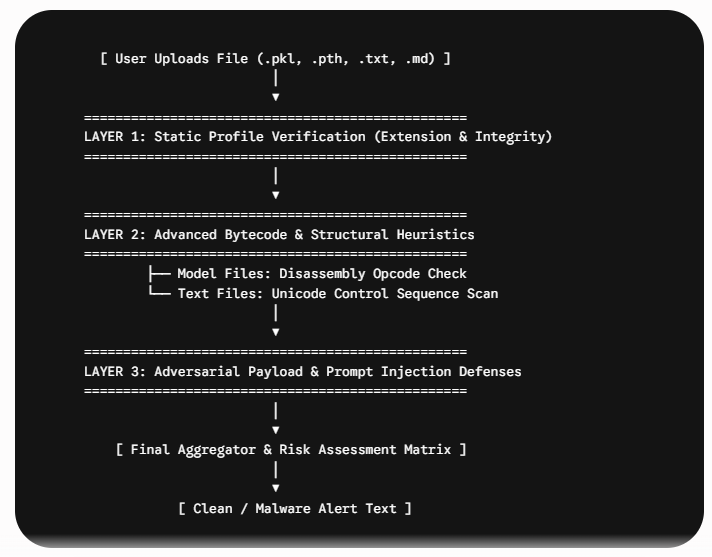 [ User Uploads File (.pkl, .pth, .txt, .md) ]
│
▼
=================================================
LAYER 1: Static Profile Verification (Extension & Integrity)
=================================================
│
▼
=================================================
LAYER 2: Advanced Bytecode & Structural Heuristics
=================================================
├── Model Files: Disassembly Opcode Check
└── Text Files: Unicode Control Sequence Scan
│
▼
=================================================
LAYER 3: Adversarial Payload & Prompt Injection Defenses
=================================================
│
▼
[ Final Aggregator & Risk Assessment Matrix ]
│
▼
[ Clean / Malware Alert Text ]